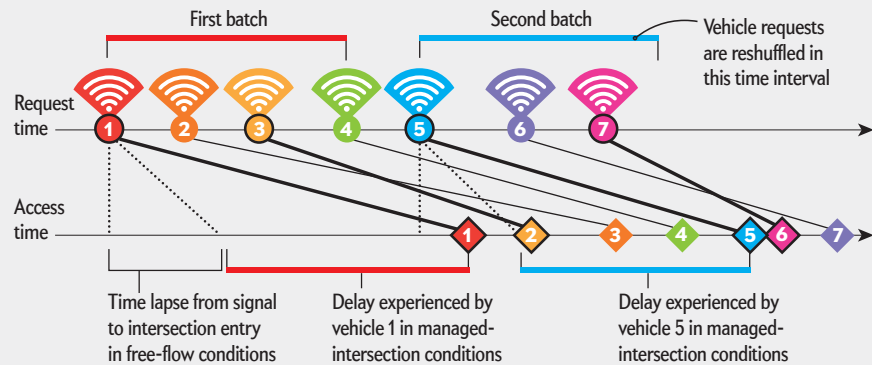 First batch
Second batch
Vehicle requests
are reshuffled in
this time interval
Request
time
1
2
3
4
5
6
7
Access
time
1
2
3
4
5
6
7
Time lapse from signal
to intersection entry
in free-flow conditions
Delay experienced by
vehicle 1 in managed-
intersection conditions
Delay experienced by
vehicle 5 in managed-
intersection conditions